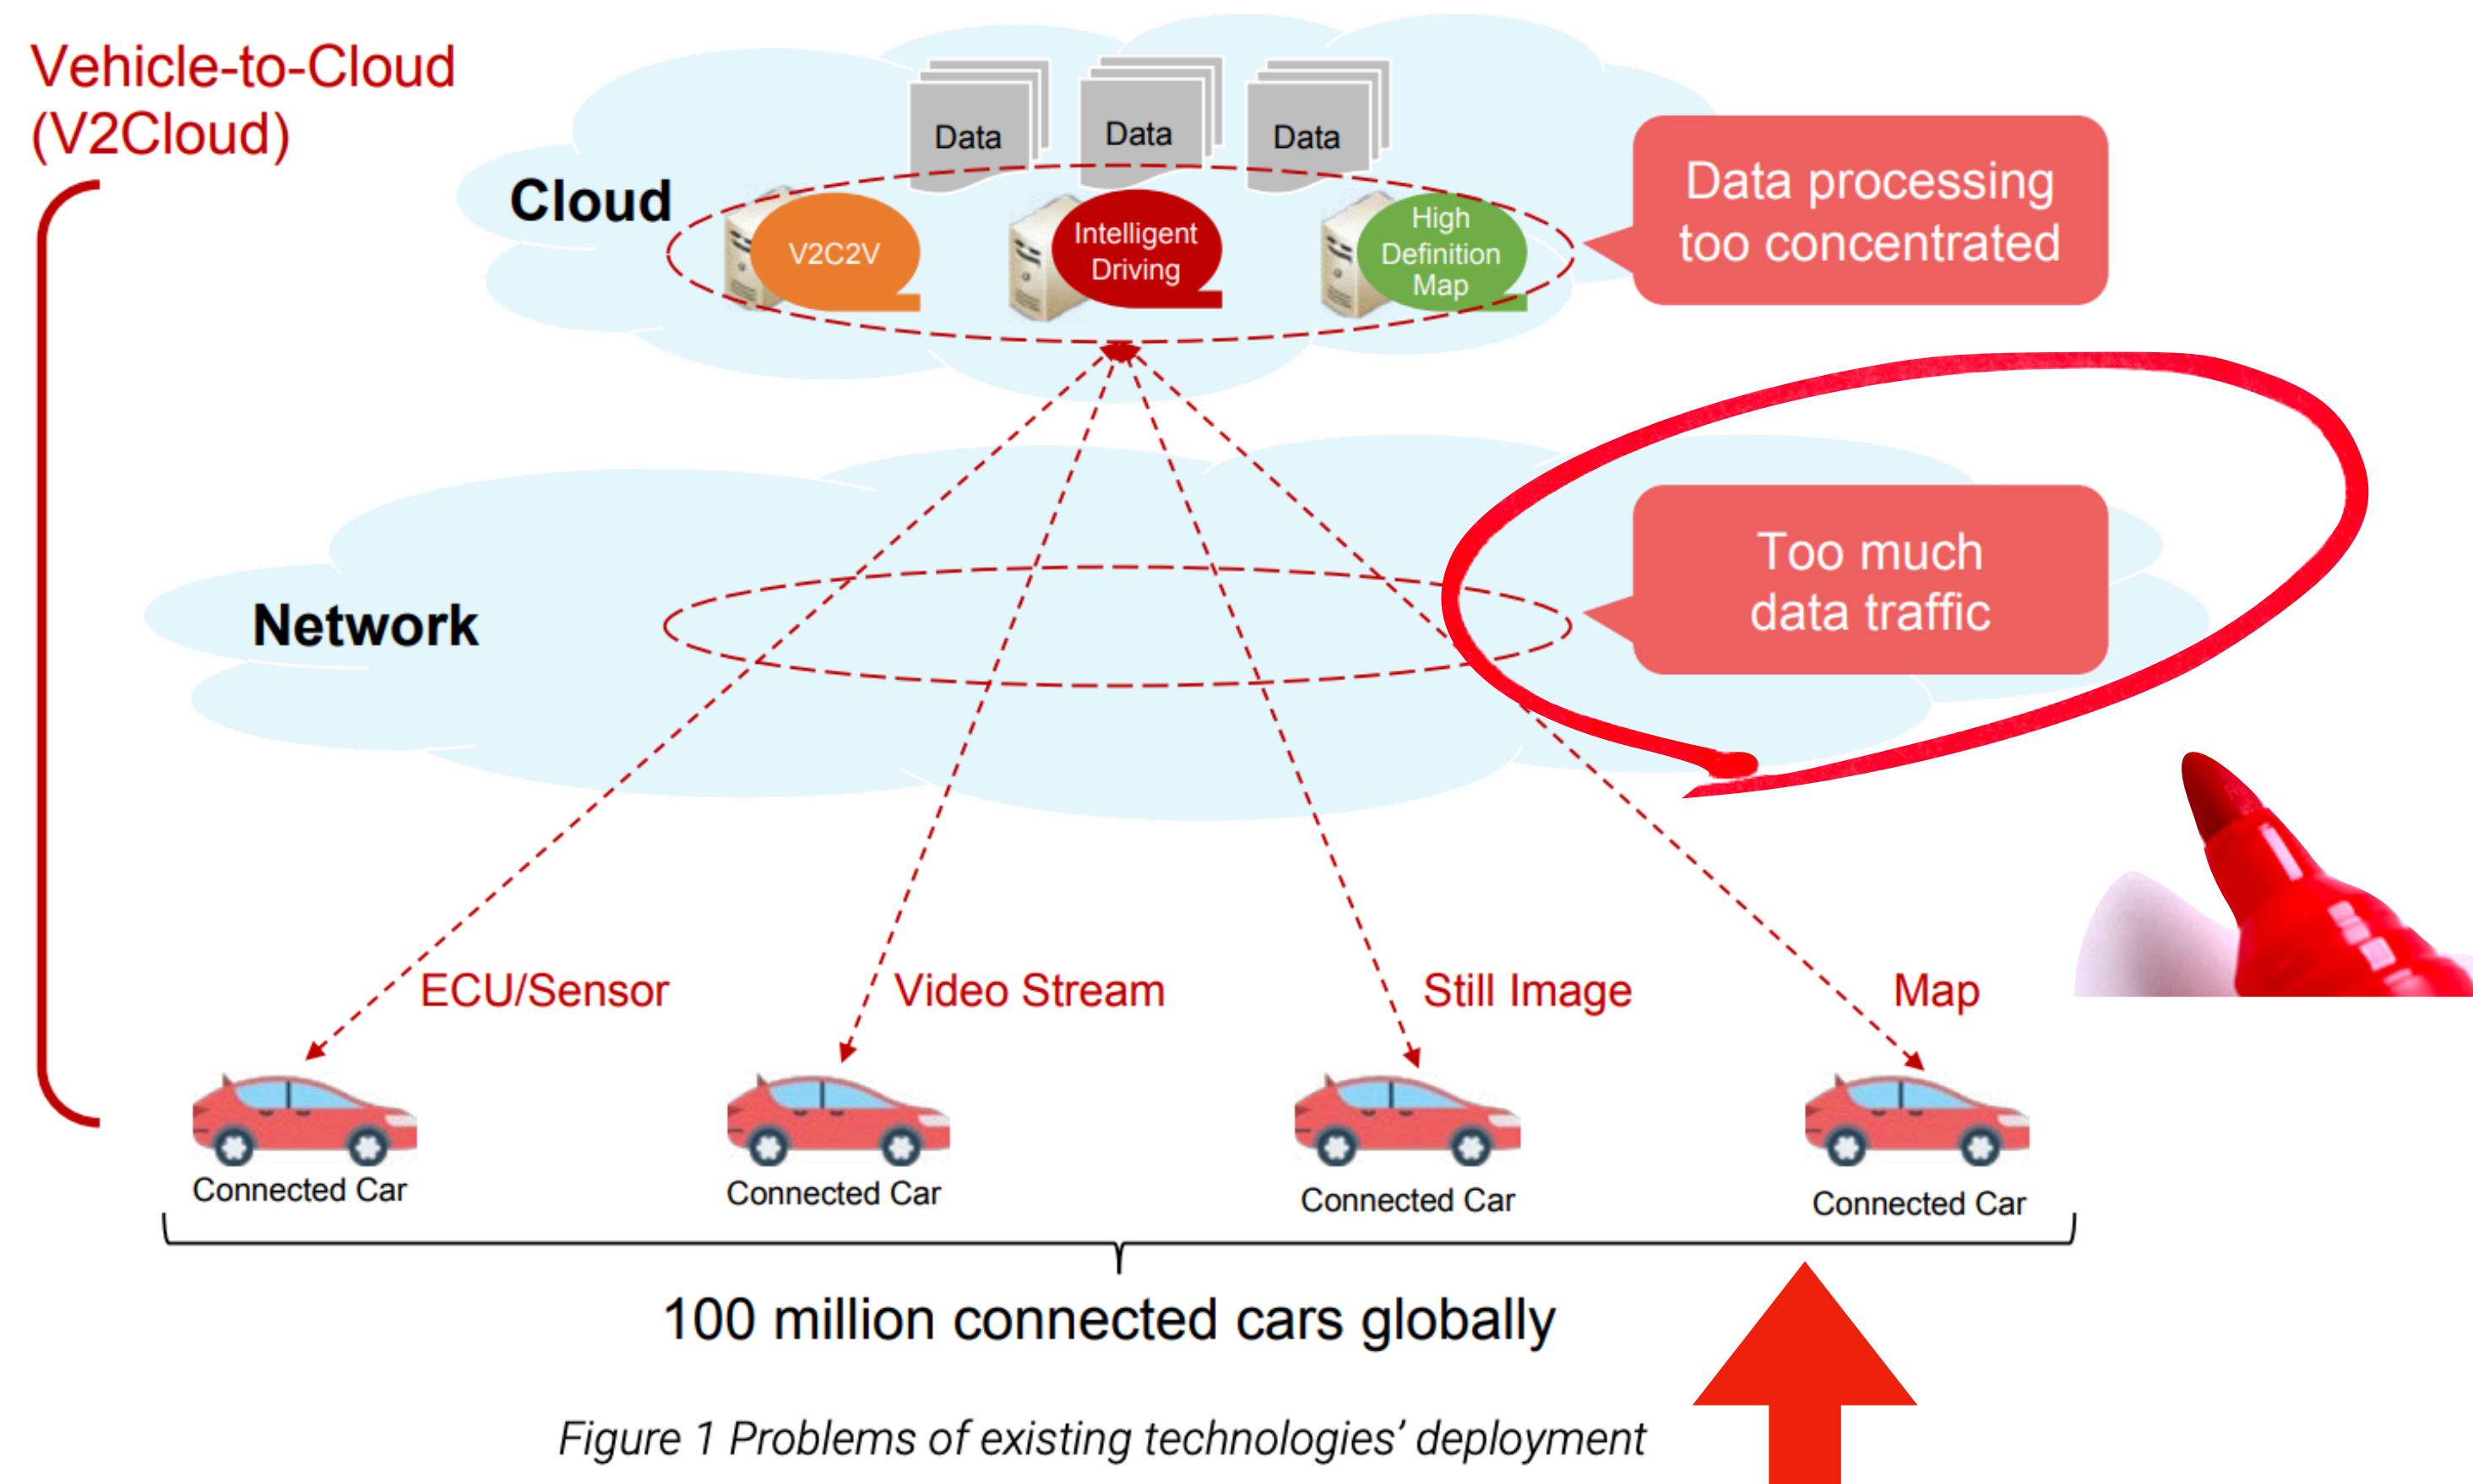 Vehicle-to-Cloud
(V2Cloud)
Data
Data
Data
Cloud
V2C2V
Intelligent
Driving
High
Definition
Map
Data processing
too concentrated
Network
Too much
data traffic
ECU/Sensor
Video Stream
Still Image
Map
Connected Car
Connected Car
Connected Car
Connected Car
100 million connected cars globally
Figure 1 Problems of existing technologies' deployment